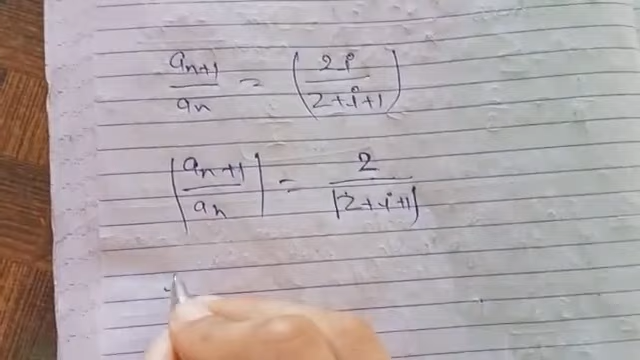 a_{n+1}/a_n = (2i/(2+i+1))
|a_{n+1}/a_n| = 2/|2+i+1|